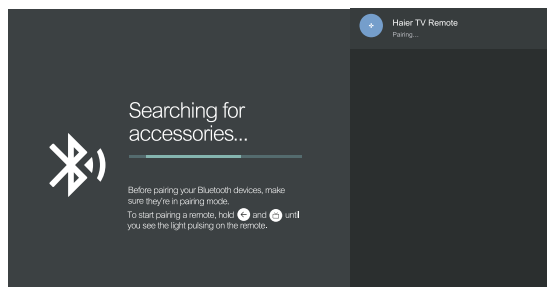 Haier TV Remote
Pairing...
Searching for
accessories...
Before pairing your Bluetooth devices, make
sure they're in pairing mode.
To start pairing a remote, hold and until
you see the light pulsing on the remote.